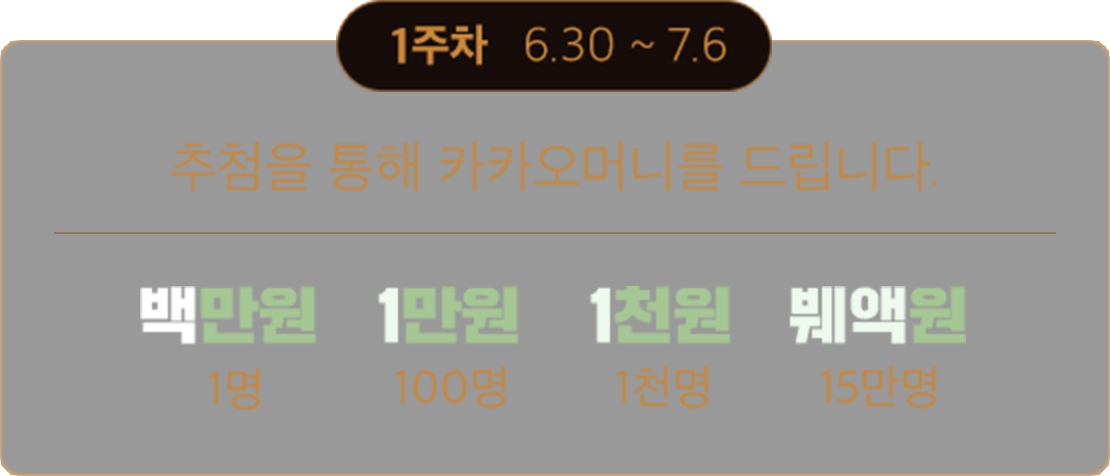 1주차 6.30 ~ 7.6
추첨을 통해 카카오머니를 드립니다.
백만원 1만원 1천원 뷐액원
1명 100명 1천명 15만명